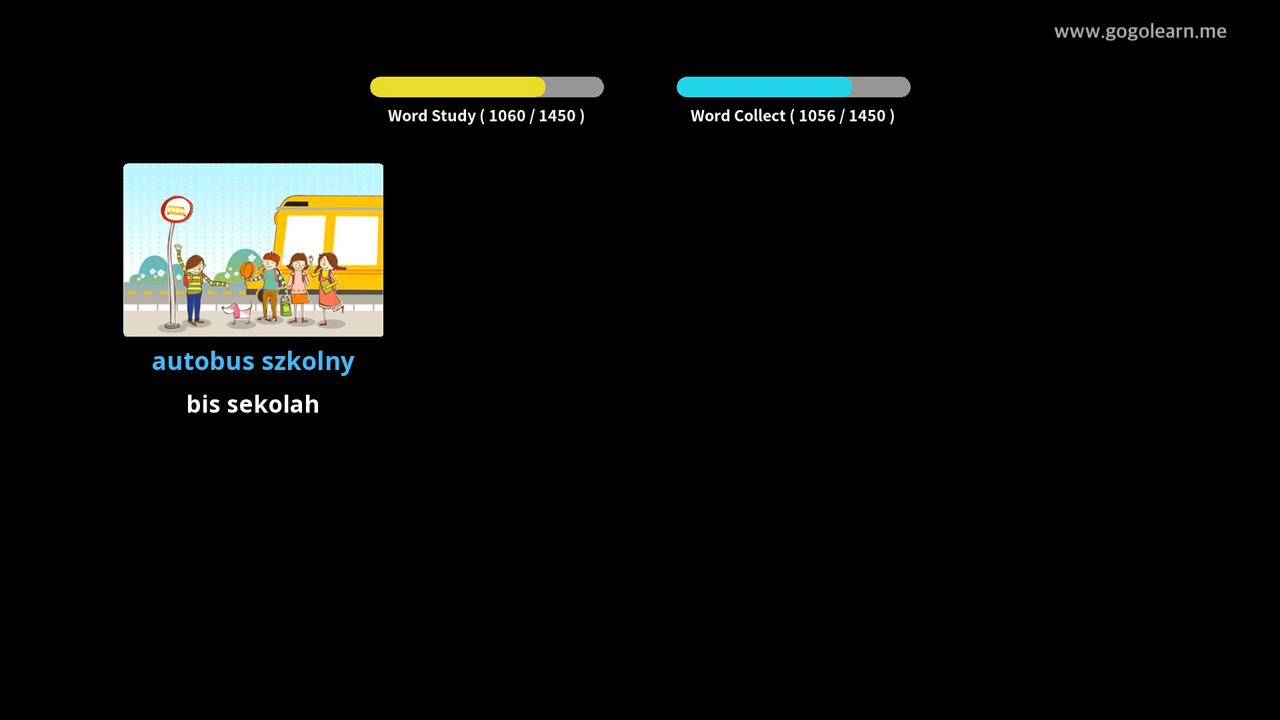 www.gogolearn.me
Word Study ( 1060 / 1450 )
Word Collect ( 1056 / 1450 )
autobus szkolny
bis sekolah